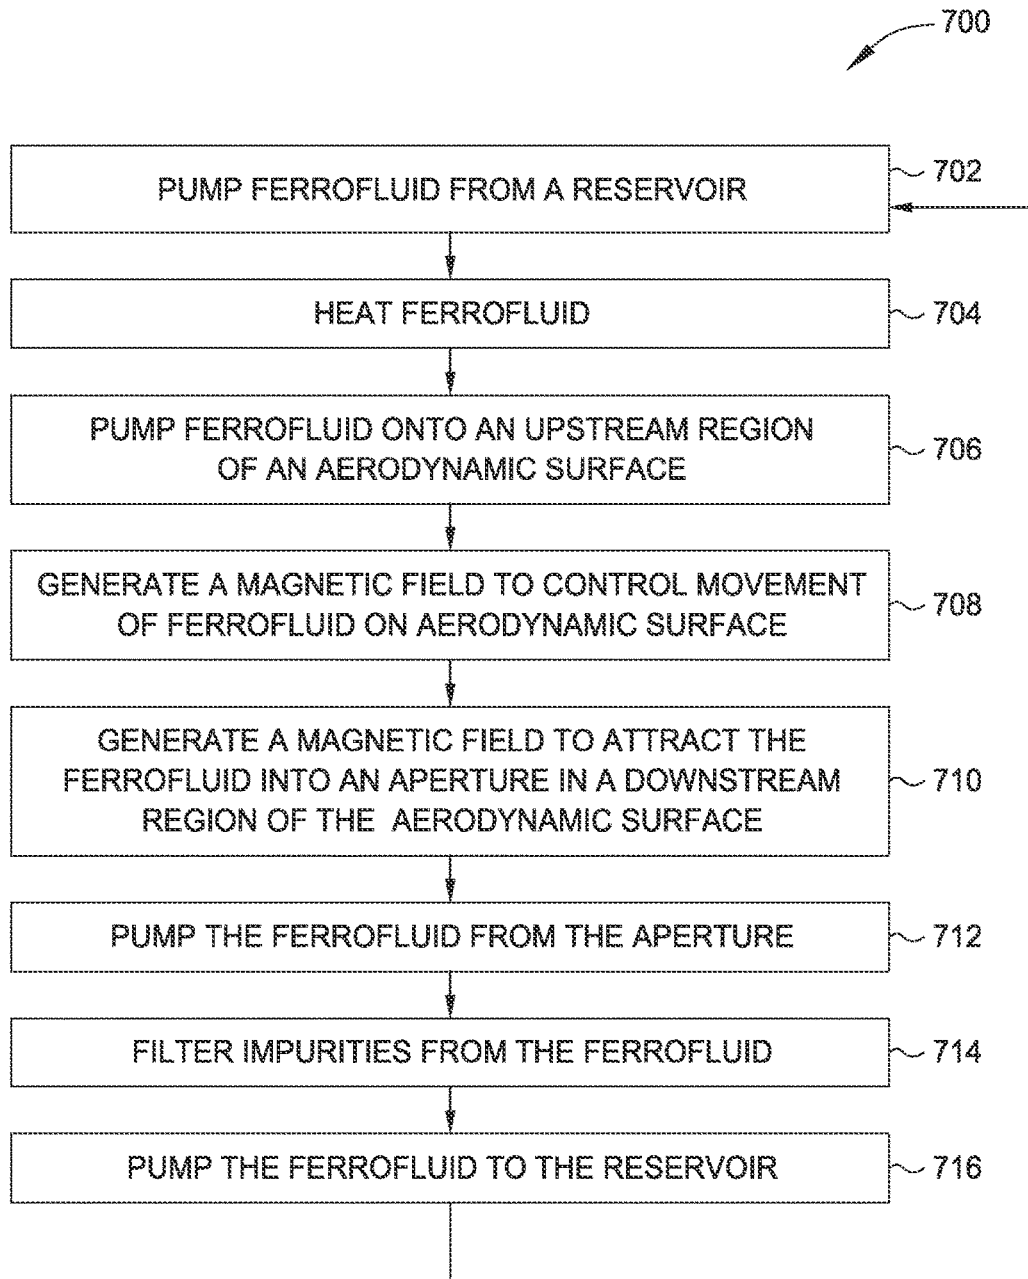 700
PUMP FERROFLUID FROM A RESERVOIR
702
HEAT FERROFLUID
704
PUMP FERROFLUID ONTO AN UPSTREAM REGION
OF AN AERODYNAMIC SURFACE
706
GENERATE A MAGNETIC FIELD TO CONTROL MOVEMENT
OF FERROFLUID ON AERODYNAMIC SURFACE
708
GENERATE A MAGNETIC FIELD TO ATTRACT THE
FERROFLUID INTO AN APERTURE IN A DOWNSTREAM
REGION OF THE AERODYNAMIC SURFACE
710
PUMP THE FERROFLUID FROM THE APERTURE
712
FILTER IMPURITIES FROM THE FERROFLUID
714
PUMP THE FERROFLUID TO THE RESERVOIR
716